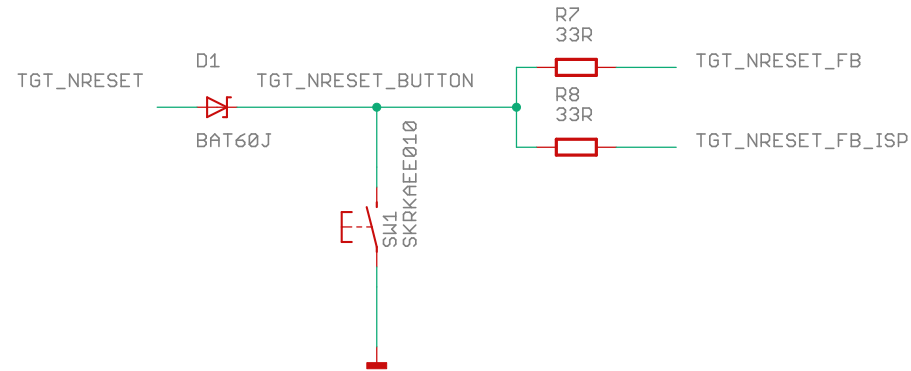 R7
33R
D1
TGT_NRESET
TGT_NRESET_BUTTON
TGT_NRESET_FB
R8
33R
BAT60J
TGT_NRESET_FB_ISP
SW1
SKRKAEE010